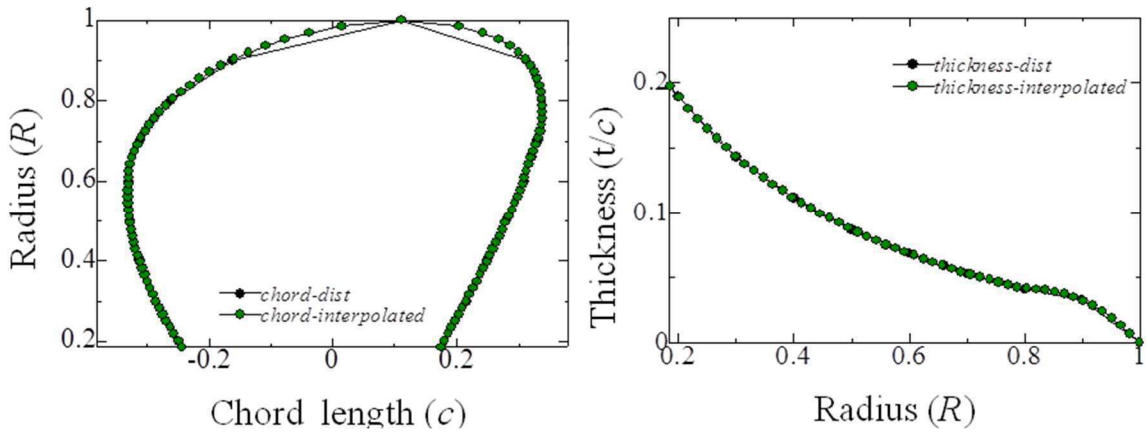 1
0.8
0.6
0.4
0.2
Radius (R)
chord-dist
chord-interpolated
-0.2
0
0.2
Chord length (c)
0.2
0.1
0
Thickness (t/c)
thickness-dist
thickness-interpolated
0.2
0.4
0.6
0.8
1
Radius (R)